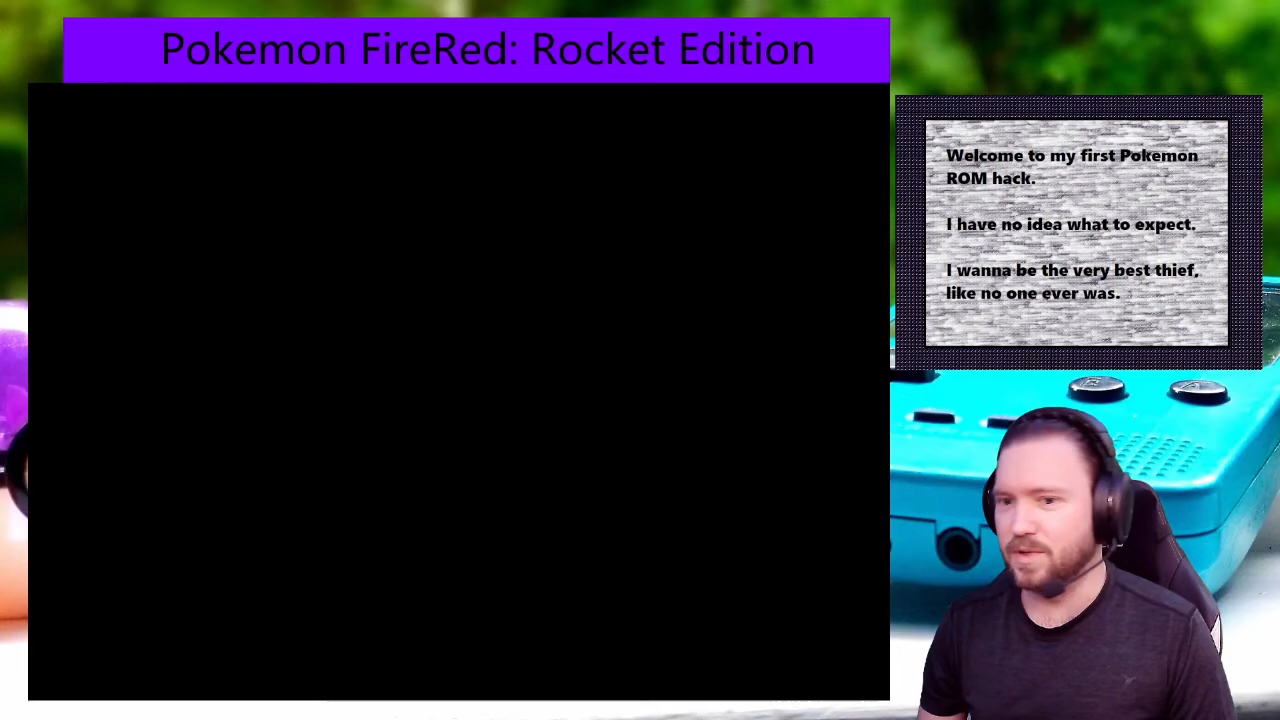 Pokemon FireRed: Rocket Edition
Welcome to my first Pokemon
ROM hack.
I have no idea what to expect.
I wanna be the very best thief,
like no one ever was.